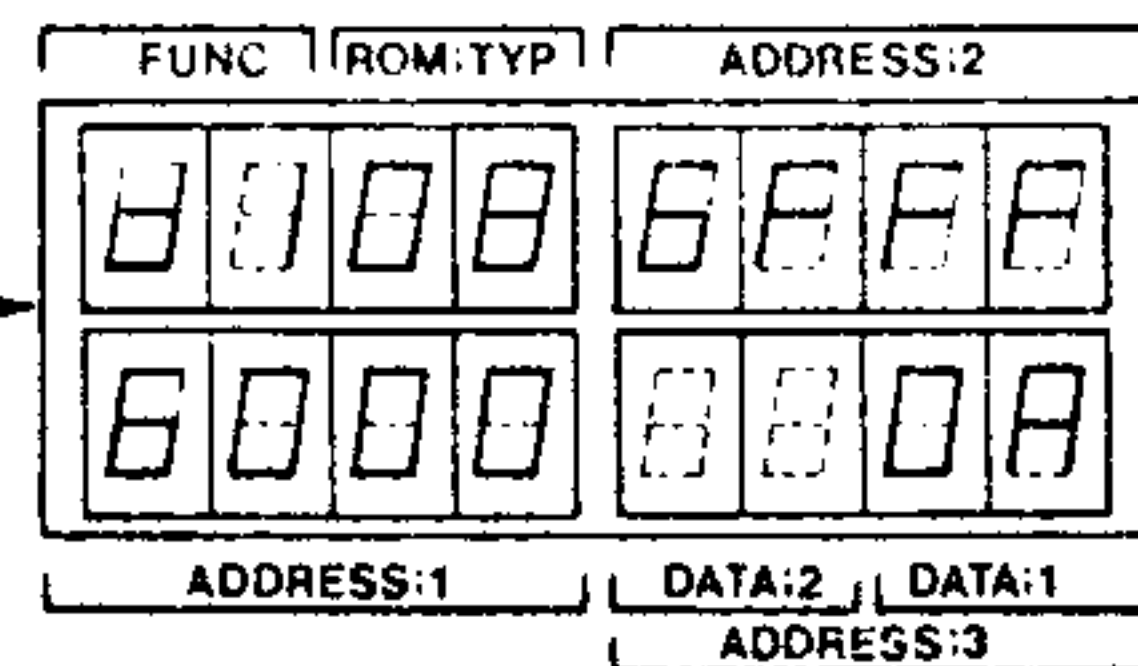 FUNC ROM:TYP ADDRESS:2
d108 6FFF
6000 0A
ADDRESS:1 DATA:2 DATA:1
ADDRESS:3